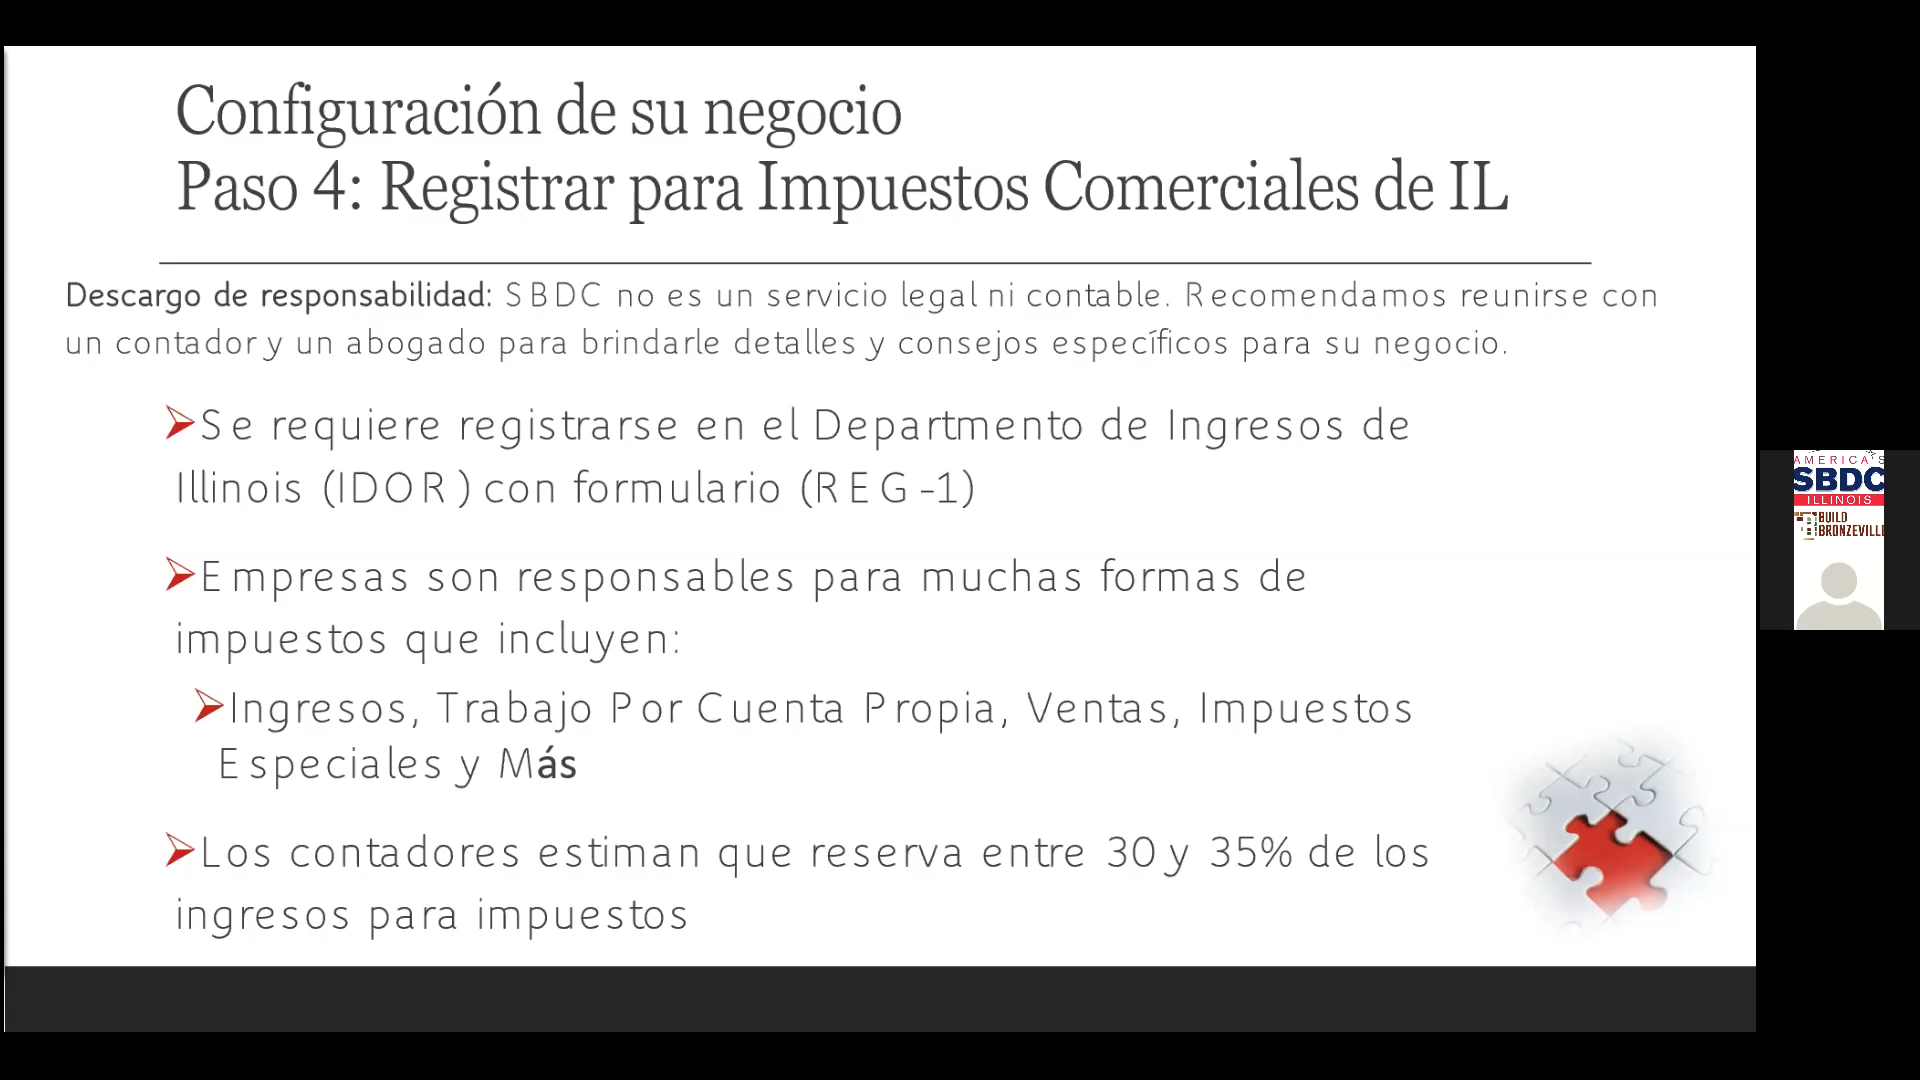 Configuración de su negocio
Paso 4: Registrar para Impuestos Comerciales de IL
Descargo de responsabilidad: SBDC no es un servicio legal ni contable. Recomendamos reunirse con
un contador y un abogado para brindarle detalles y consejos específicos para su negocio.
Se requiere registrarse en el Departmento de Ingresos de
Illinois (IDOR) con formulario (REG-1)
Empresas son responsables para muchas formas de
impuestos que incluyen:
Ingresos, Trabajo Por Cuenta Propia, Ventas, Impuestos
Especiales y Más
Los contadores estiman que reserva entre 30 y 35% de los
ingresos para impuestos
AMERICA'S
SBDC
ILLINOIS
BUILD
BRONZEVILLE